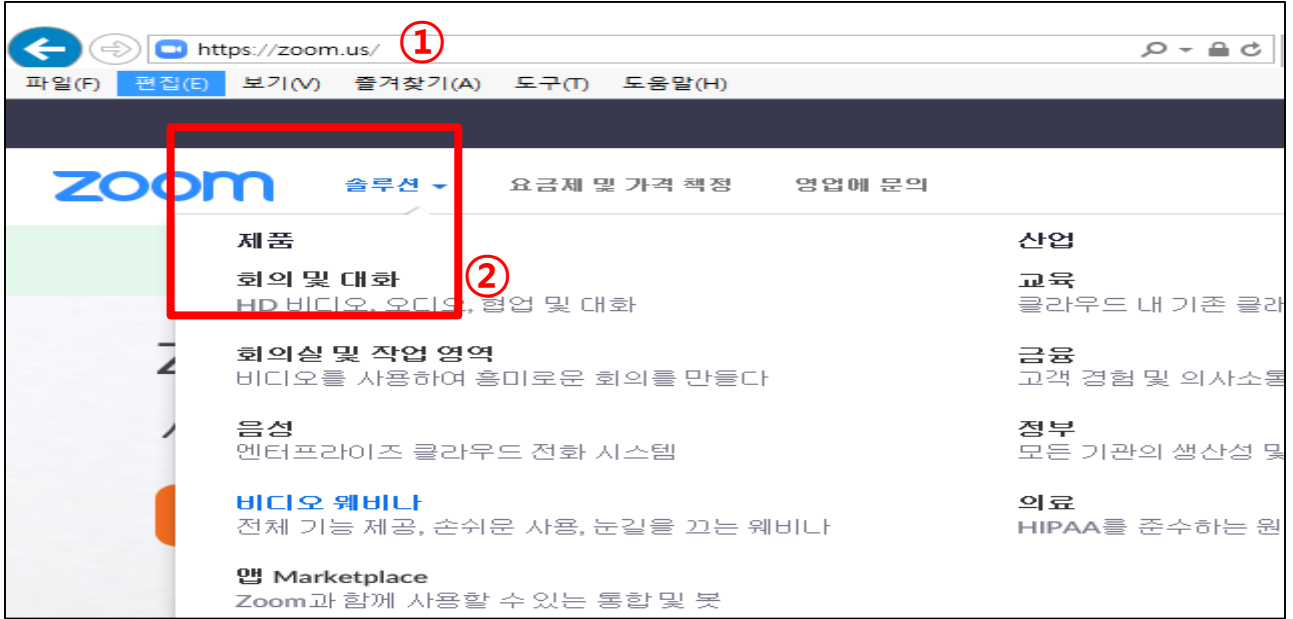 https://zoom.us/ ①
파일(F) 편집(E) 보기(V) 즐겨찾기(A) 도구(T) 도움말(H)
zoom 솔루션 요금제 및 가격 책정 영업에 문의
제품 산업
회의 및 대화 ② 교육
HD 비디오, 오디오, 협업 및 대화 클라우드 내 기존 클라
회의실 및 작업 영역 금융
비디오를 사용하여 흥미로운 회의를 만들다 고객 경험 및 의사소통
음성 정부
엔터프라이즈 클라우드 전화 시스템 모든 기관의 생산성 및
비디오 웨비나 의료
전체 기능 제공, 손쉬운 사용, 눈길을 끄는 웨비나 HIPAA를 준수하는 원
앱 Marketplace
Zoom과 함께 사용할 수 있는 통합 및 봇